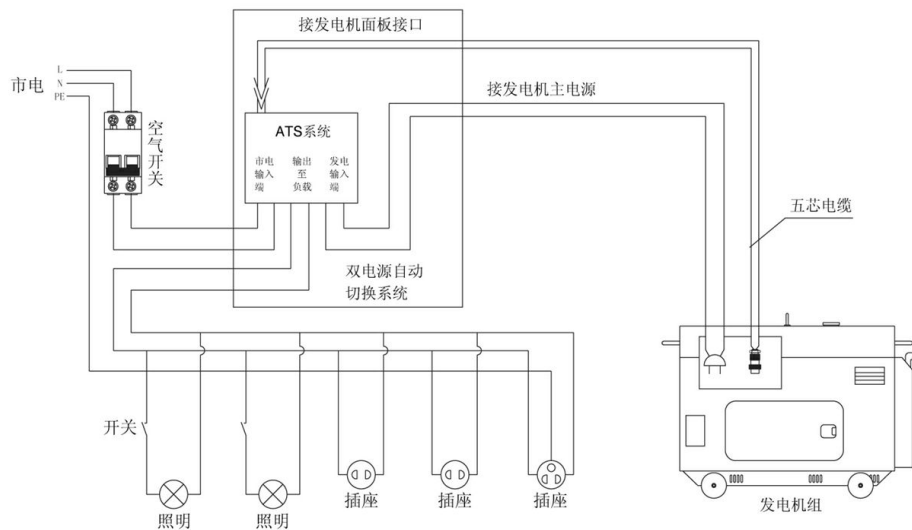 接发电机面板接口
市电
L
N
PE
空气开关
接发电机主电源
ATS系统
市电输入端
输出至负载
发电输入端
五芯电缆
双电源自动
切换系统
开关
照明
照明
插座
插座
插座
发电机组